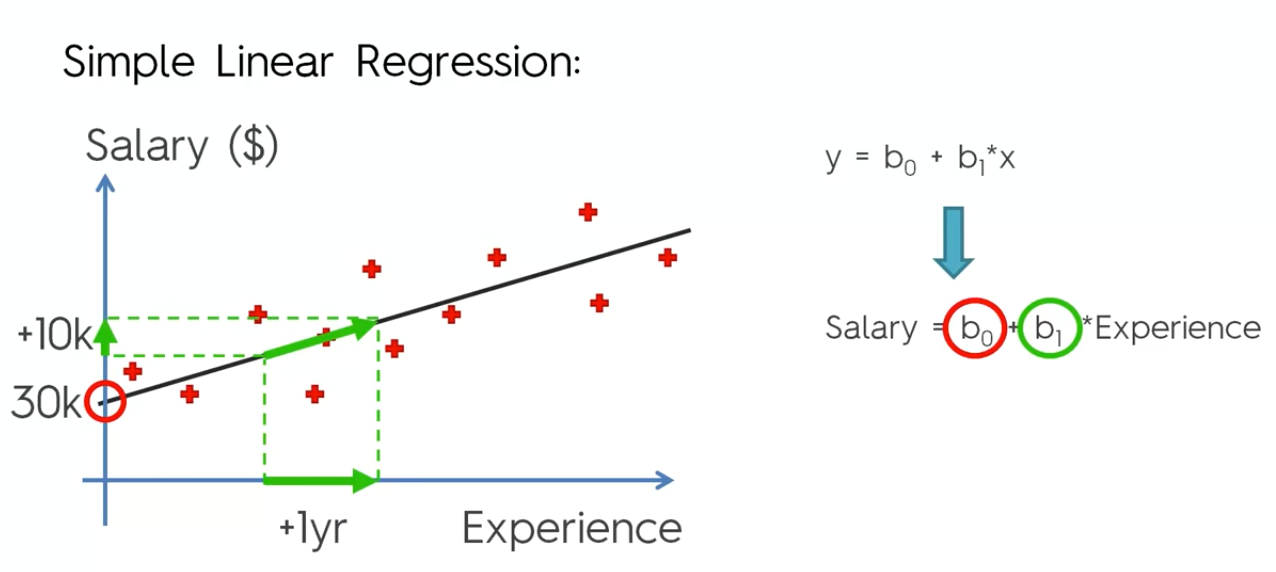 Simple Linear Regression:
Salary ($)
+10k
30k
+1yr
Experience
y = b₀ + b₁*x
Salary = b₀ + b₁ *Experience